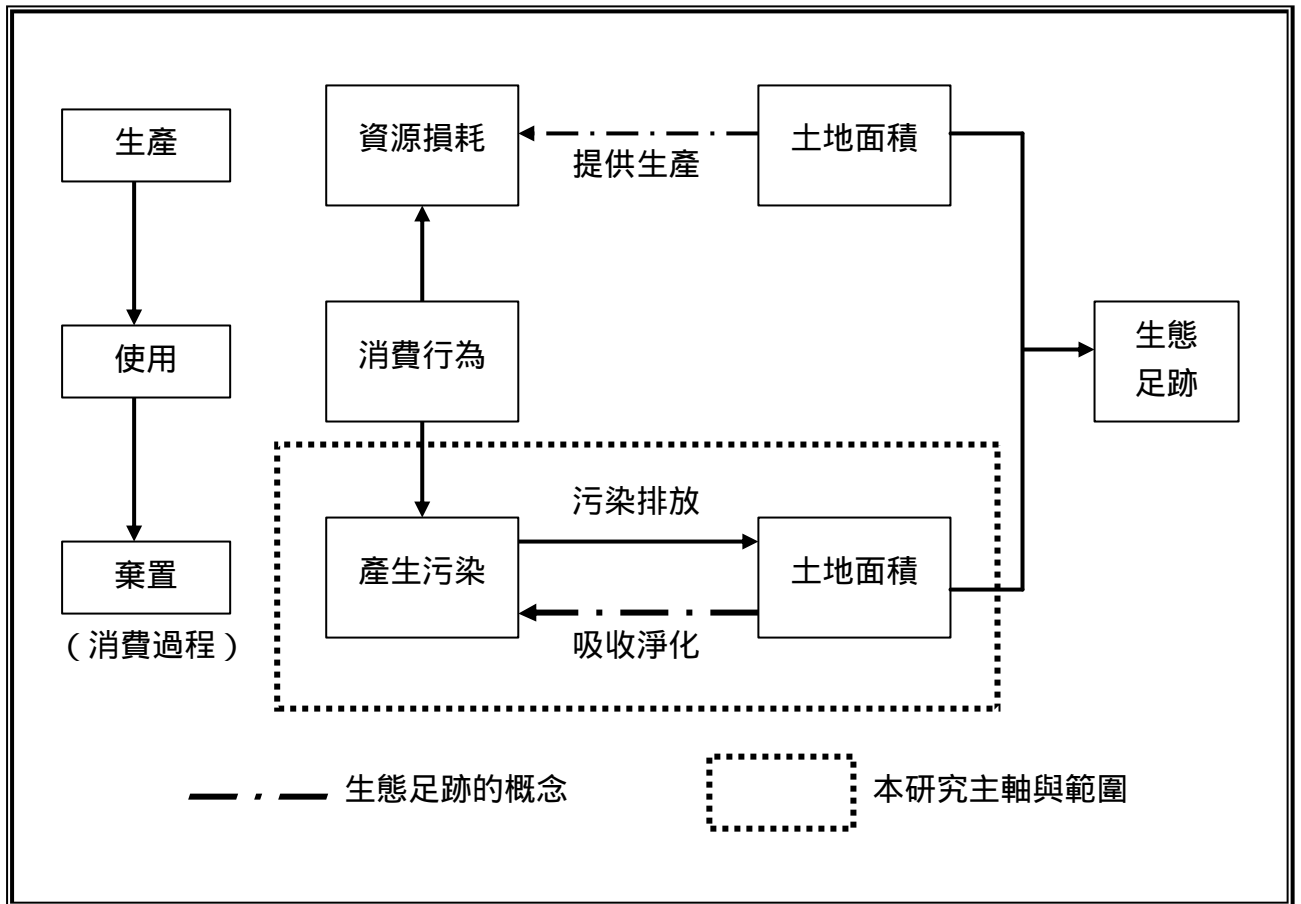 生產
使用
棄置
（消費過程）
資源損耗
提供生產
土地面積
消費行為
生態
足跡
污染排放
產生污染
土地面積
吸收淨化
生態足跡的概念
本研究主軸與範圍